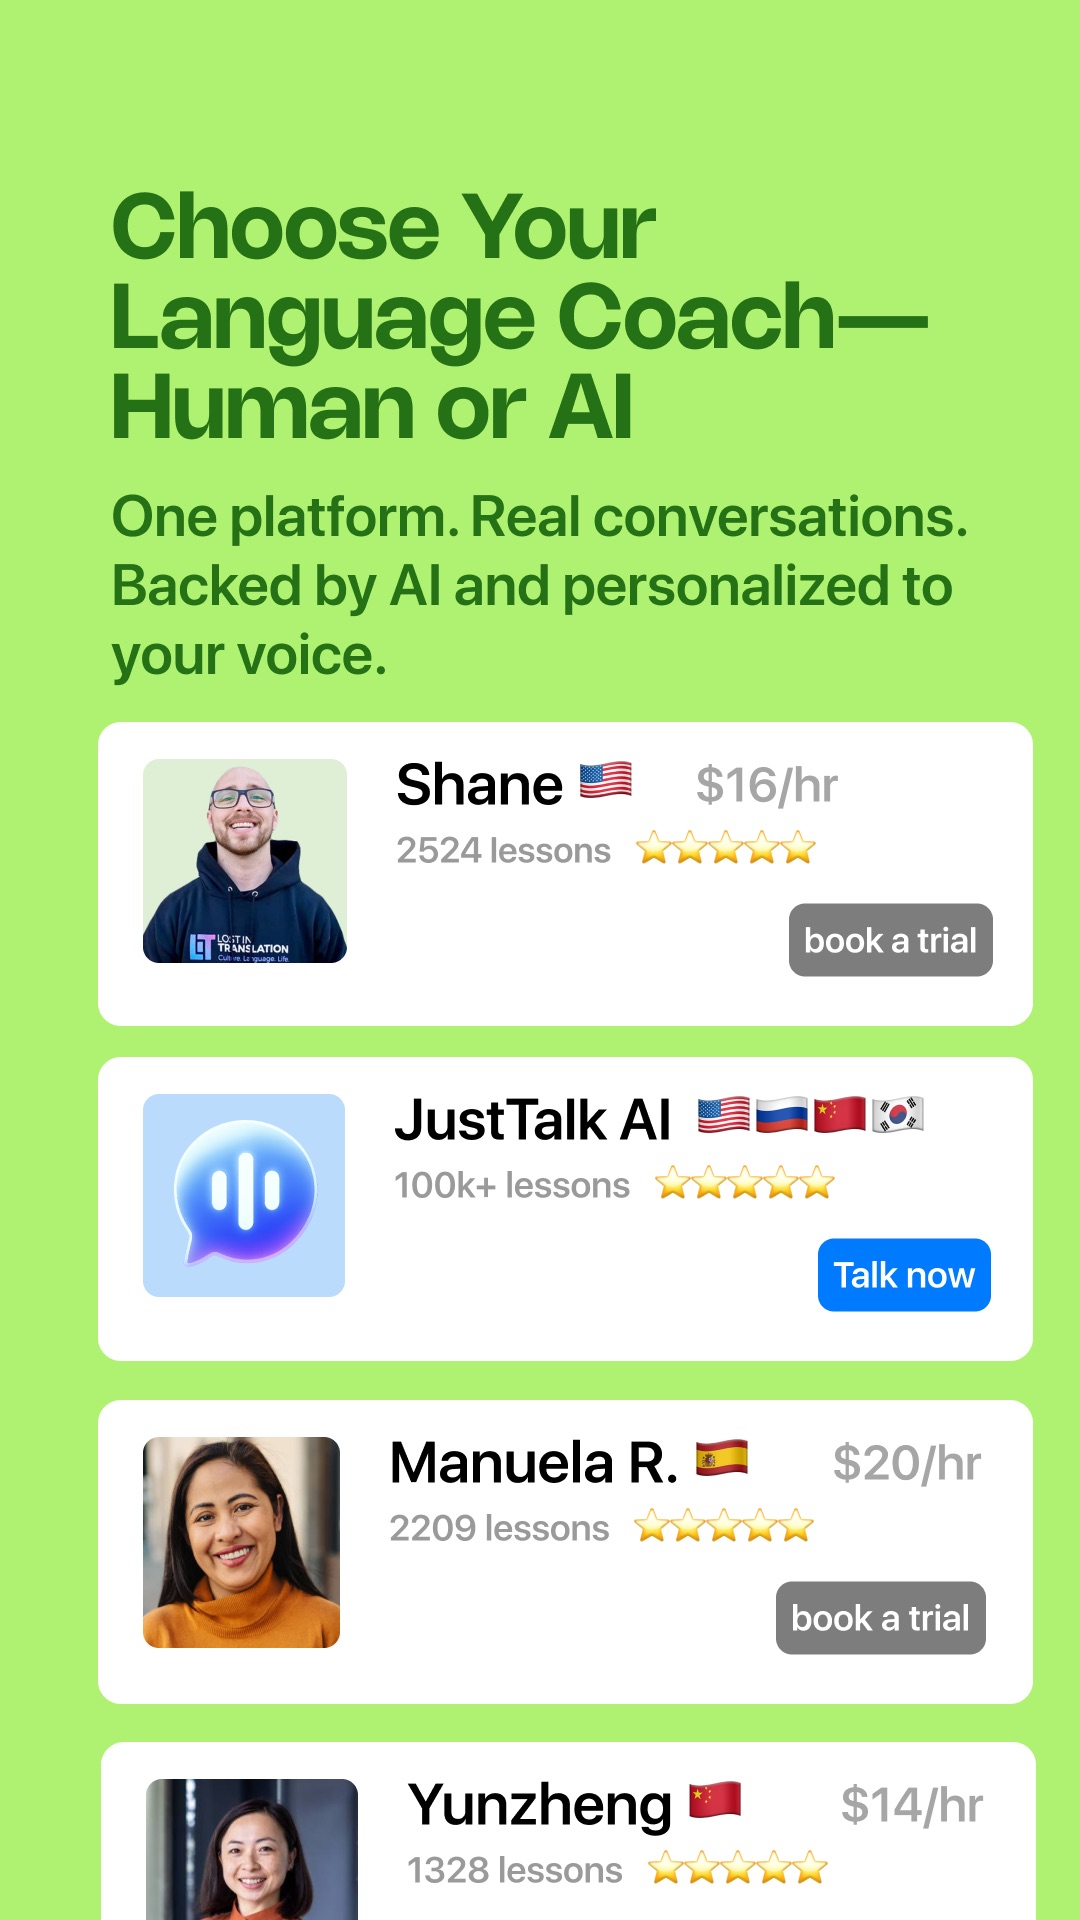 Choose Your
Language Coach—
Human or AI
One platform. Real conversations.
Backed by AI and personalized to
your voice.
Shane 🇺🇸 $16/hr
2524 lessons ⭐⭐⭐⭐⭐
LT LOST IN
TRANSLATION
Culture. Language. Life.
book a trial
JustTalk AI 🇺🇸🇷🇺🇨🇳🇰🇷
100k+ lessons ⭐⭐⭐⭐⭐
Talk now
Manuela R. 🇪🇸 $20/hr
2209 lessons ⭐⭐⭐⭐⭐
book a trial
Yunzheng 🇨🇳 $14/hr
1328 lessons ⭐⭐⭐⭐⭐